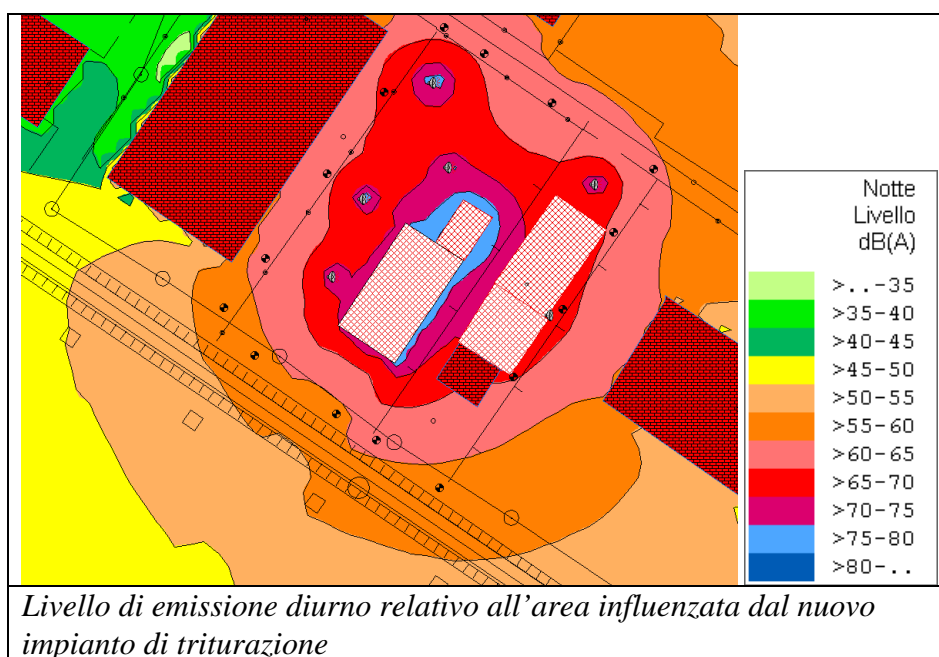 Notte
Livello
dB(A)
>..-35
>35-40
>40-45
>45-50
>50-55
>55-60
>60-65
>65-70
>70-75
>75-80
>80-..
Livello di emissione diurno relativo all'area influenzata dal nuovo
impianto di triturazione